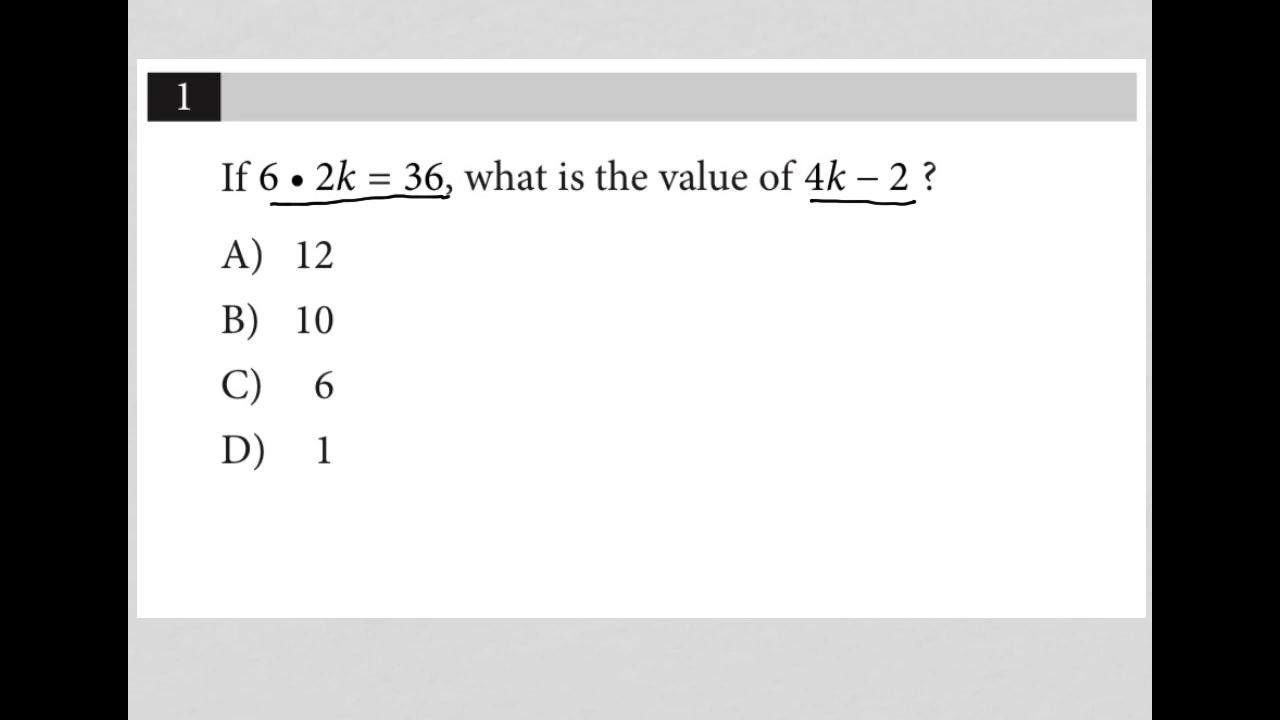 1
If 6 • 2k = 36, what is the value of 4k – 2 ?
A) 12
B) 10
C) 6
D) 1